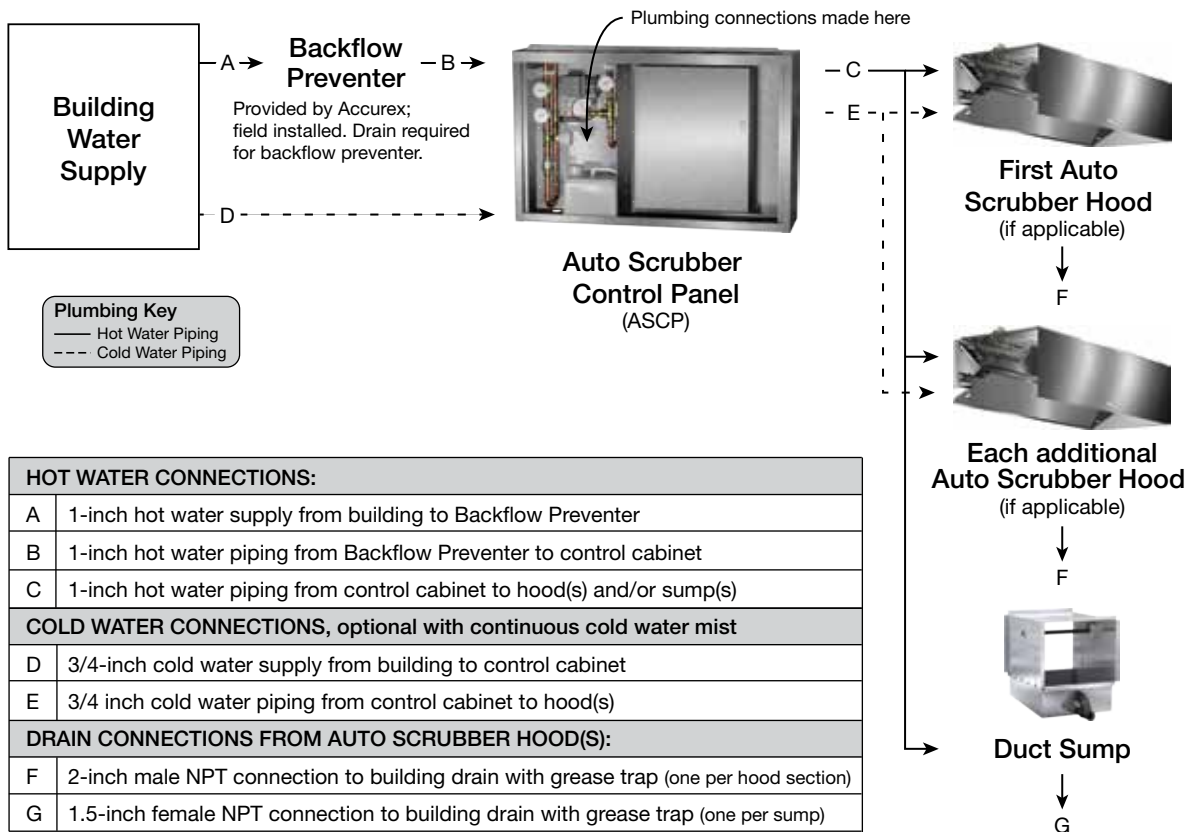 Plumbing connections made here
Building
Water
Supply
A
Backflow
Preventer
Provided by Accurex;
field installed. Drain required
for backflow preventer.
B
C
E
D
Auto Scrubber
Control Panel
(ASCP)
First Auto
Scrubber Hood
(if applicable)
F
Plumbing Key
Hot Water Piping
Cold Water Piping
Each additional
Auto Scrubber Hood
(if applicable)
F
Duct Sump
G
HOT WATER CONNECTIONS:
A 1-inch hot water supply from building to Backflow Preventer
B 1-inch hot water piping from Backflow Preventer to control cabinet
C 1-inch hot water piping from control cabinet to hood(s) and/or sump(s)
COLD WATER CONNECTIONS, optional with continuous cold water mist
D 3/4-inch cold water supply from building to control cabinet
E 3/4 inch cold water piping from control cabinet to hood(s)
DRAIN CONNECTIONS FROM AUTO SCRUBBER HOOD(S):
F 2-inch male NPT connection to building drain with grease trap (one per hood section)
G 1.5-inch female NPT connection to building drain with grease trap (one per sump)